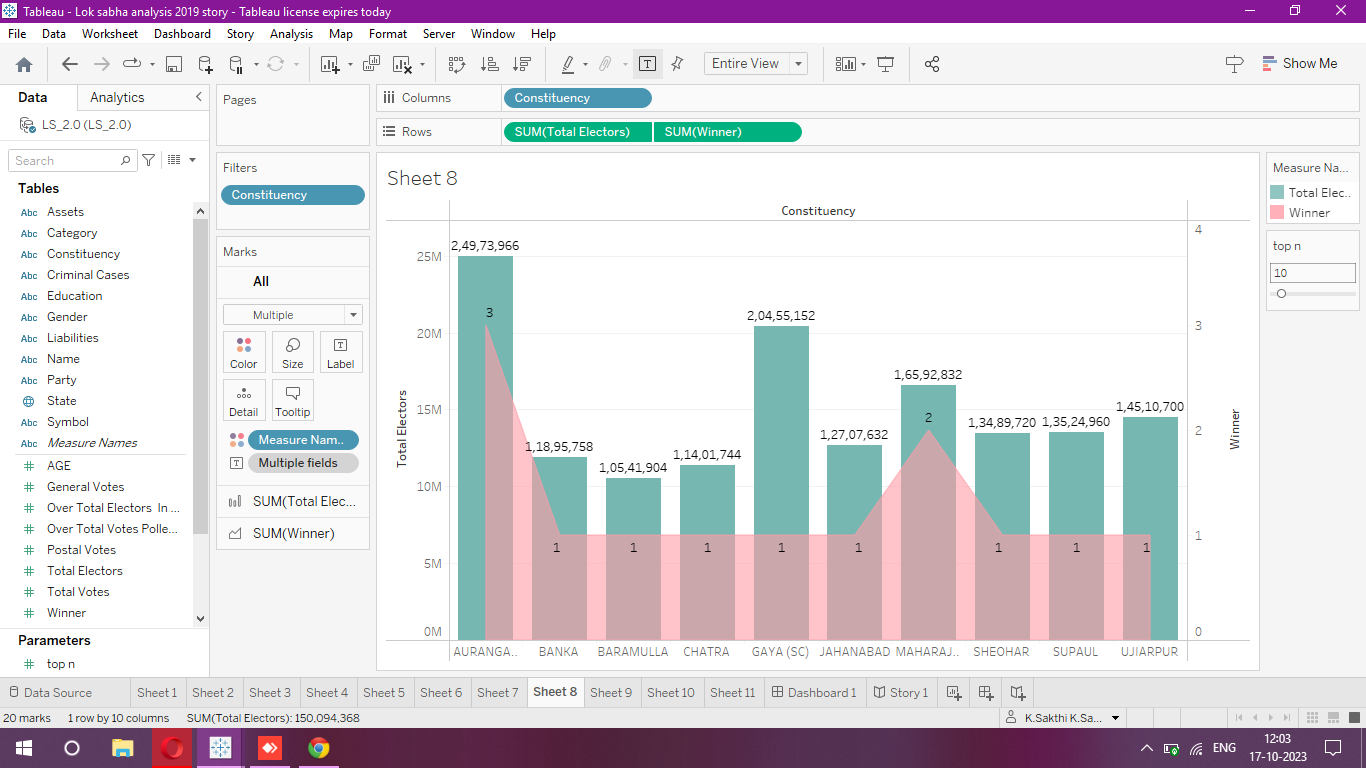 Tableau - Lok sabha analysis 2019 story - Tableau license expires today
File Data Worksheet Dashboard Story Analysis Map Format Server Window Help
Entire View
Show Me
Data Analytics
LS_2.0 (LS_2.0)
Search
Tables
Abc Assets
Abc Category
Abc Constituency
Abc Criminal Cases
Abc Education
Abc Gender
Abc Liabilities
Abc Name
Abc Party
State
Abc Symbol
Abc Measure Names
# AGE
# General Votes
# Over Total Electors In ...
# Over Total Votes Polle...
# Postal Votes
# Total Electors
# Total Votes
# Winner
Parameters
# top n
Pages
Filters
Constituency
Marks
All
Multiple
Color Size Label
Detail Tooltip
Measure Nam..
Multiple fields
SUM(Total Elec...
SUM(Winner)
Columns Constituency
Rows SUM(Total Electors) SUM(Winner)
Sheet 8
Constituency
Total Electors
25M
20M
15M
10M
5M
0M
2,49,73,966
1,18,95,758
1,05,41,904
1,14,01,744
2,04,55,152
1,27,07,632
1,65,92,832
1,34,89,720
1,35,24,960
1,45,10,700
3 1 1 1 1 1 2 1 1 1
Winner
4
3
2
1
0
AURANGA.. BANKA BARAMULLA CHATRA GAYA (SC) JAHANABAD MAHARAJ.. SHEOHAR SUPAUL UJIARPUR
Measure Na...
Total Elec..
Winner
top n
10
Data Source Sheet 1 Sheet 2 Sheet 3 Sheet 4 Sheet 5 Sheet 6 Sheet 7 Sheet 8 Sheet 9 Sheet 10 Sheet 11 Dashboard 1 Story 1
20 marks 1 row by 10 columns SUM(Total Electors): 150,094,368
K.Sakthi K.Sa...
ENG
12:03
17-10-2023